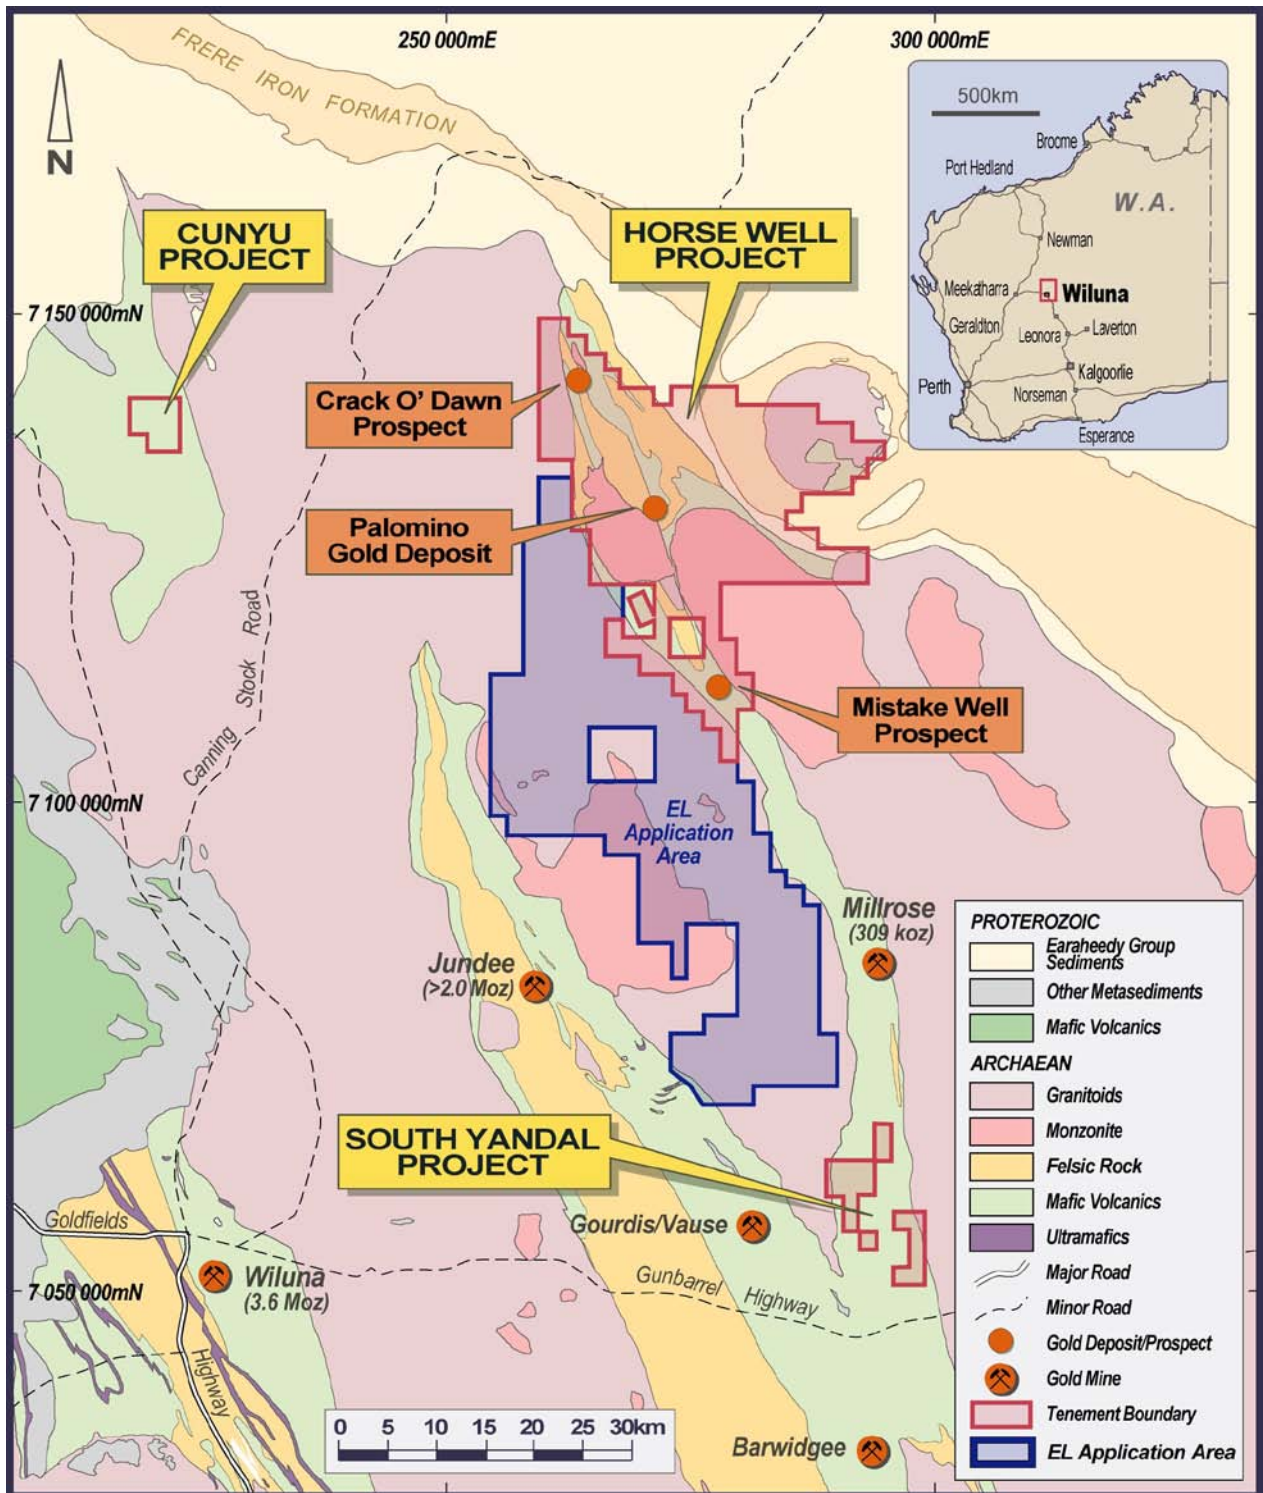 250 000mE
300 000mE
FRERE IRON FORMATION
N
500km
Broome
Port Hedland
W.A.
Newman
Meekatharra
Wiluna
Geraldton
Leonora
Laverton
Kalgoorlie
Perth
Norseman
Esperance
CUNYU
PROJECT
HORSE WELL
PROJECT
7 150 000mN
Crack O' Dawn
Prospect
Palomino
Gold Deposit
Canning Stock Road
Mistake Well
Prospect
7 100 000mN
EL
Application
Area
Millrose
(309 koz)
Jundee
(>2.0 Moz)
SOUTH YANDAL
PROJECT
Goldfields
Highway
Gourdis/Vause
Wiluna
(3.6 Moz)
Gunbarrel Highway
7 050 000mN
Barwidgee
0 5 10 15 20 25 30km
PROTEROZOIC
Earaheedy Group
Sediments
Other Metasediments
Mafic Volcanics
ARCHAEAN
Granitoids
Monzonite
Felsic Rock
Mafic Volcanics
Ultramafics
Major Road
Minor Road
Gold Deposit/Prospect
Gold Mine
Tenement Boundary
EL Application Area